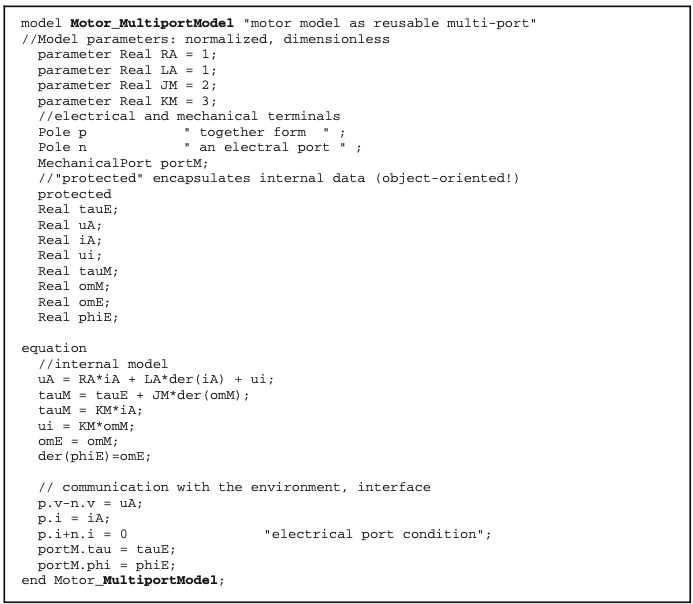 model Motor_MultiportModel "motor model as reusable multi-port"
//Model parameters: normalized, dimensionless
parameter Real RA = 1;
parameter Real LA = 1;
parameter Real JM = 2;
parameter Real KM = 3;
//electrical and mechanical terminals
Pole p " together form " ;
Pole n " an electral port " ;
MechanicalPort portM;
//"protected" encapsulates internal data (object-oriented!)
protected
Real tauE;
Real uA;
Real iA;
Real ui;
Real tauM;
Real omM;
Real omE;
Real phiE;
equation
//internal model
uA = RA*iA + LA*der(iA) + ui;
tauM = tauE + JM*der(omM);
tauM = KM*iA;
ui = KM*omM;
omE = omM;
der(phiE)=omE;
// communication with the environment, interface
p.v-n.v = uA;
p.i = iA;
p.i+n.i = 0 "electrical port condition";
portM.tau = tauE;
portM.phi = phiE;
end Motor_MultiportModel;